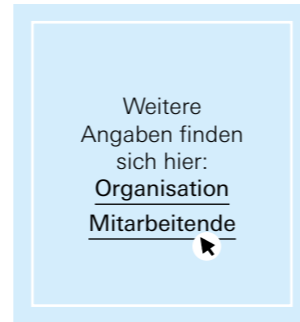 Weitere
Angaben finden
sich hier:
Organisation
Mitarbeitende